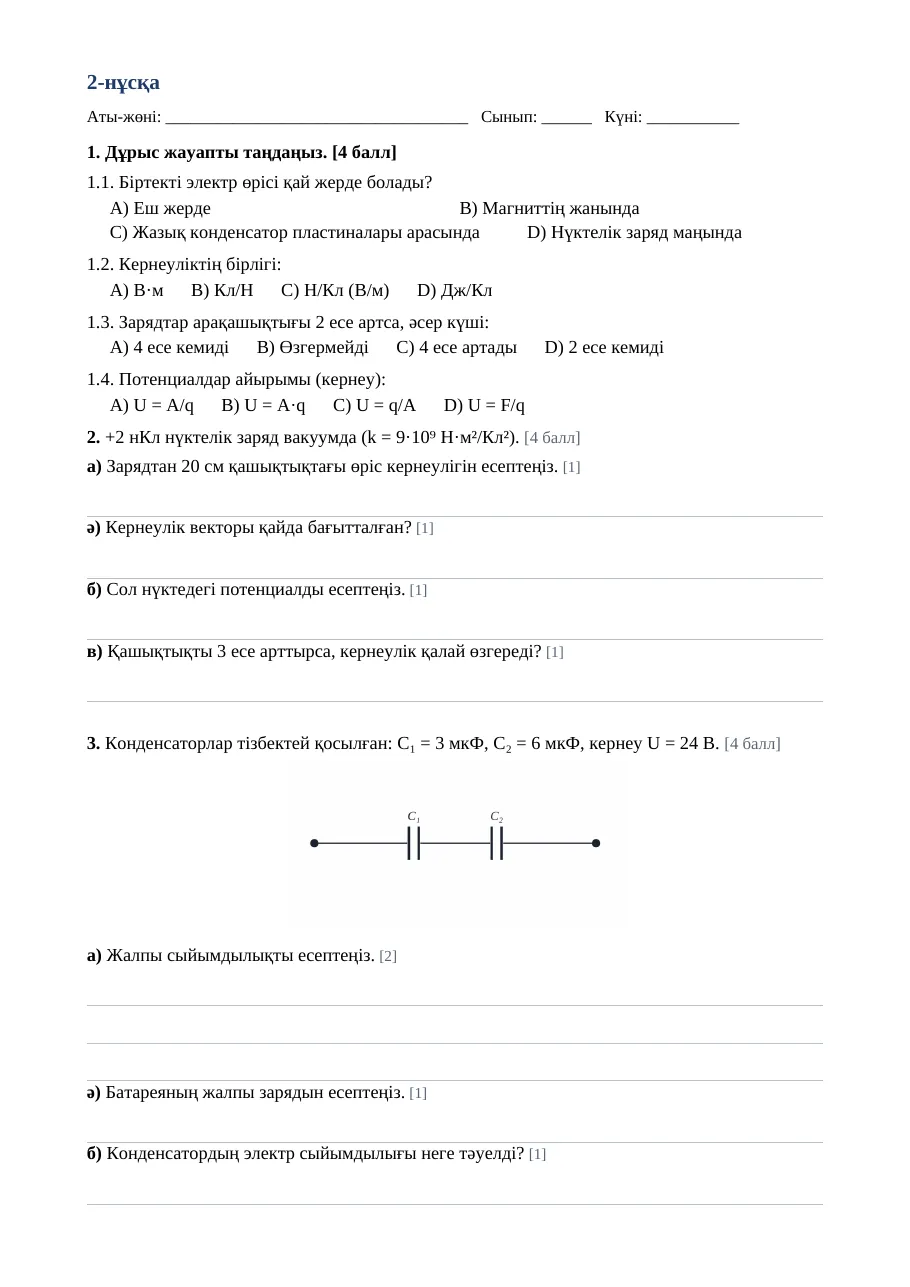 2-нұсқа
Аты-жөні: ____________________________________ Сынып: ______ Күні: ___________
1. Дұрыс жауапты таңдаңыз. [4 балл]
1.1. Біртекті электр өрісі қай жерде болады?
A) Еш жерде B) Магниттің жанында
C) Жазық конденсатор пластиналары арасында D) Нүктелік заряд маңында
1.2. Кернеуліктің бірлігі:
A) В·м B) Кл/Н C) Н/Кл (В/м) D) Дж/Кл
1.3. Зарядтар арақашықтығы 2 есе артса, әсер күші:
A) 4 есе кемиді B) Өзгермейді C) 4 есе артады D) 2 есе кемиді
1.4. Потенциалдар айырымы (кернеу):
A) U = A/q B) U = A·q C) U = q/A D) U = F/q
2. +2 нКл нүктелік заряд вакуумда (k = 9·10⁹ Н·м²/Кл²). [4 балл]
а) Зарядтан 20 см қашықтықтағы өріс кернеулігін есептеңіз. [1]
ә) Кернеулік векторы қайда бағытталған? [1]
б) Сол нүктедегі потенциалды есептеңіз. [1]
в) Қашықтықты 3 есе арттырса, кернеулік қалай өзгереді? [1]
3. Конденсаторлар тізбектей қосылған: C₁ = 3 мкФ, C₂ = 6 мкФ, кернеу U = 24 В. [4 балл]
C₁ C₂
а) Жалпы сыйымдылықты есептеңіз. [2]
ә) Батареяның жалпы зарядын есептеңіз. [1]
б) Конденсатордың электр сыйымдылығы неге тәуелді? [1]